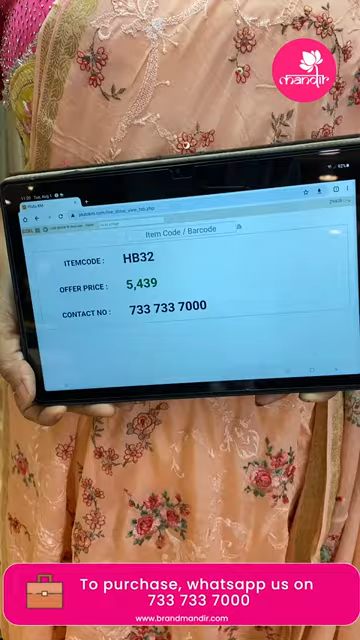 mandir
Item Code / Barcode
ITEMCODE : HB32
OFFER PRICE : 5,439
CONTACT NO : 733 733 7000
To purchase, whatsapp us on
733 733 7000
www.brandmandir.com